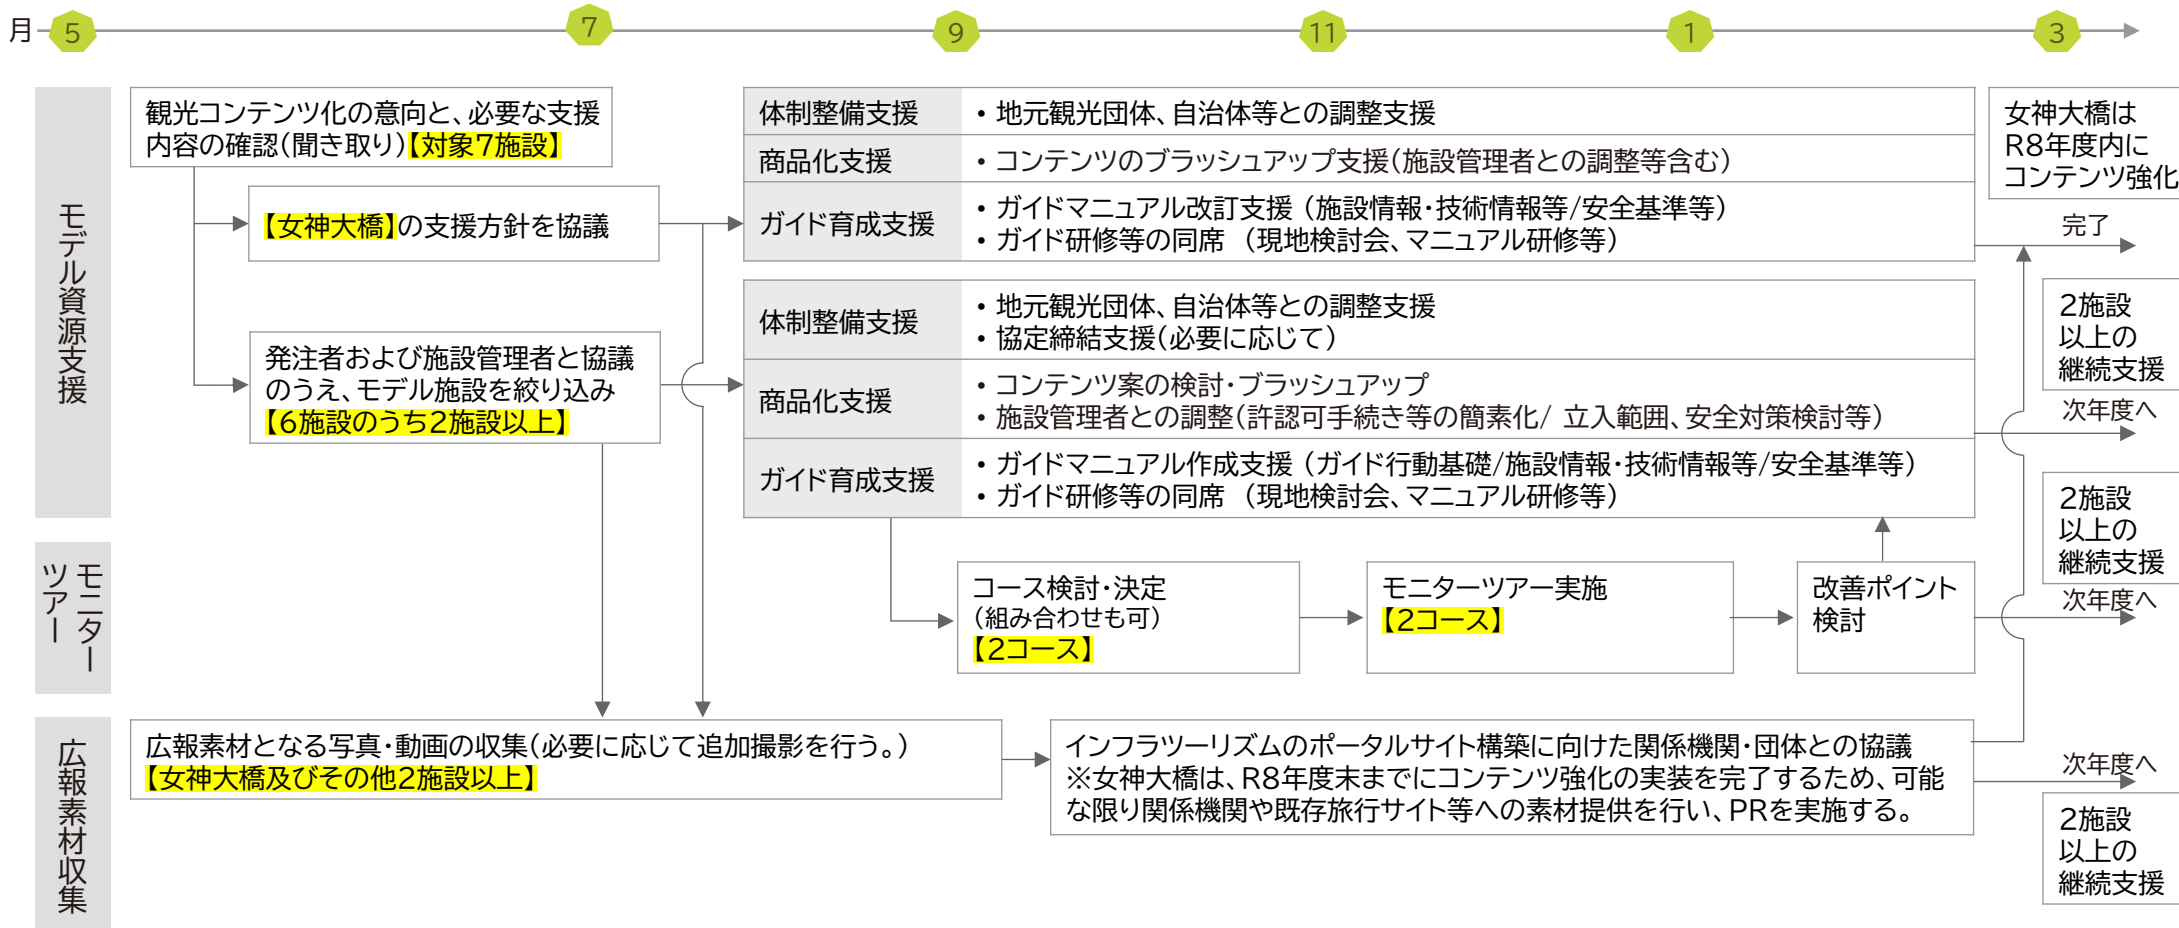 月 5 7 9 11 1 3
モデル資源支援
観光コンテンツ化の意向と、必要な支援
内容の確認(聞き取り)【対象7施設】
【女神大橋】の支援方針を協議
発注者および施設管理者と協議
のうえ、モデル施設を絞り込み
【6施設のうち2施設以上】
体制整備支援
・地元観光団体、自治体等との調整支援
商品化支援
・コンテンツのブラッシュアップ支援(施設管理者との調整等含む)
ガイド育成支援
・ガイドマニュアル改訂支援 (施設情報・技術情報等/安全基準等)
・ガイド研修等の同席 (現地検討会、マニュアル研修等)
女神大橋は
R8年度内に
コンテンツ強化
完了
体制整備支援
・地元観光団体、自治体等との調整支援
・協定締結支援(必要に応じて)
商品化支援
・コンテンツ案の検討・ブラッシュアップ
・施設管理者との調整(許認可手続き等の簡素化/ 立入範囲、安全対策検討等)
ガイド育成支援
・ガイドマニュアル作成支援 (ガイド行動基礎/施設情報・技術情報等/安全基準等)
・ガイド研修等の同席 (現地検討会、マニュアル研修等)
2施設
以上の
継続支援
次年度へ
モニター
ツアー
コース検討・決定
(組み合わせも可)
【2コース】
モニターツアー実施
【2コース】
改善ポイント
検討
2施設
以上の
継続支援
次年度へ
広報素材収集
広報素材となる写真・動画の収集(必要に応じて追加撮影を行う。)
【女神大橋及びその他2施設以上】
インフラツーリズムのポータルサイト構築に向けた関係機関・団体との協議
※女神大橋は、R8年度末までにコンテンツ強化の実装を完了するため、可能
な限り関係機関や既存旅行サイト等への素材提供を行い、PRを実施する。
次年度へ
2施設
以上の
継続支援